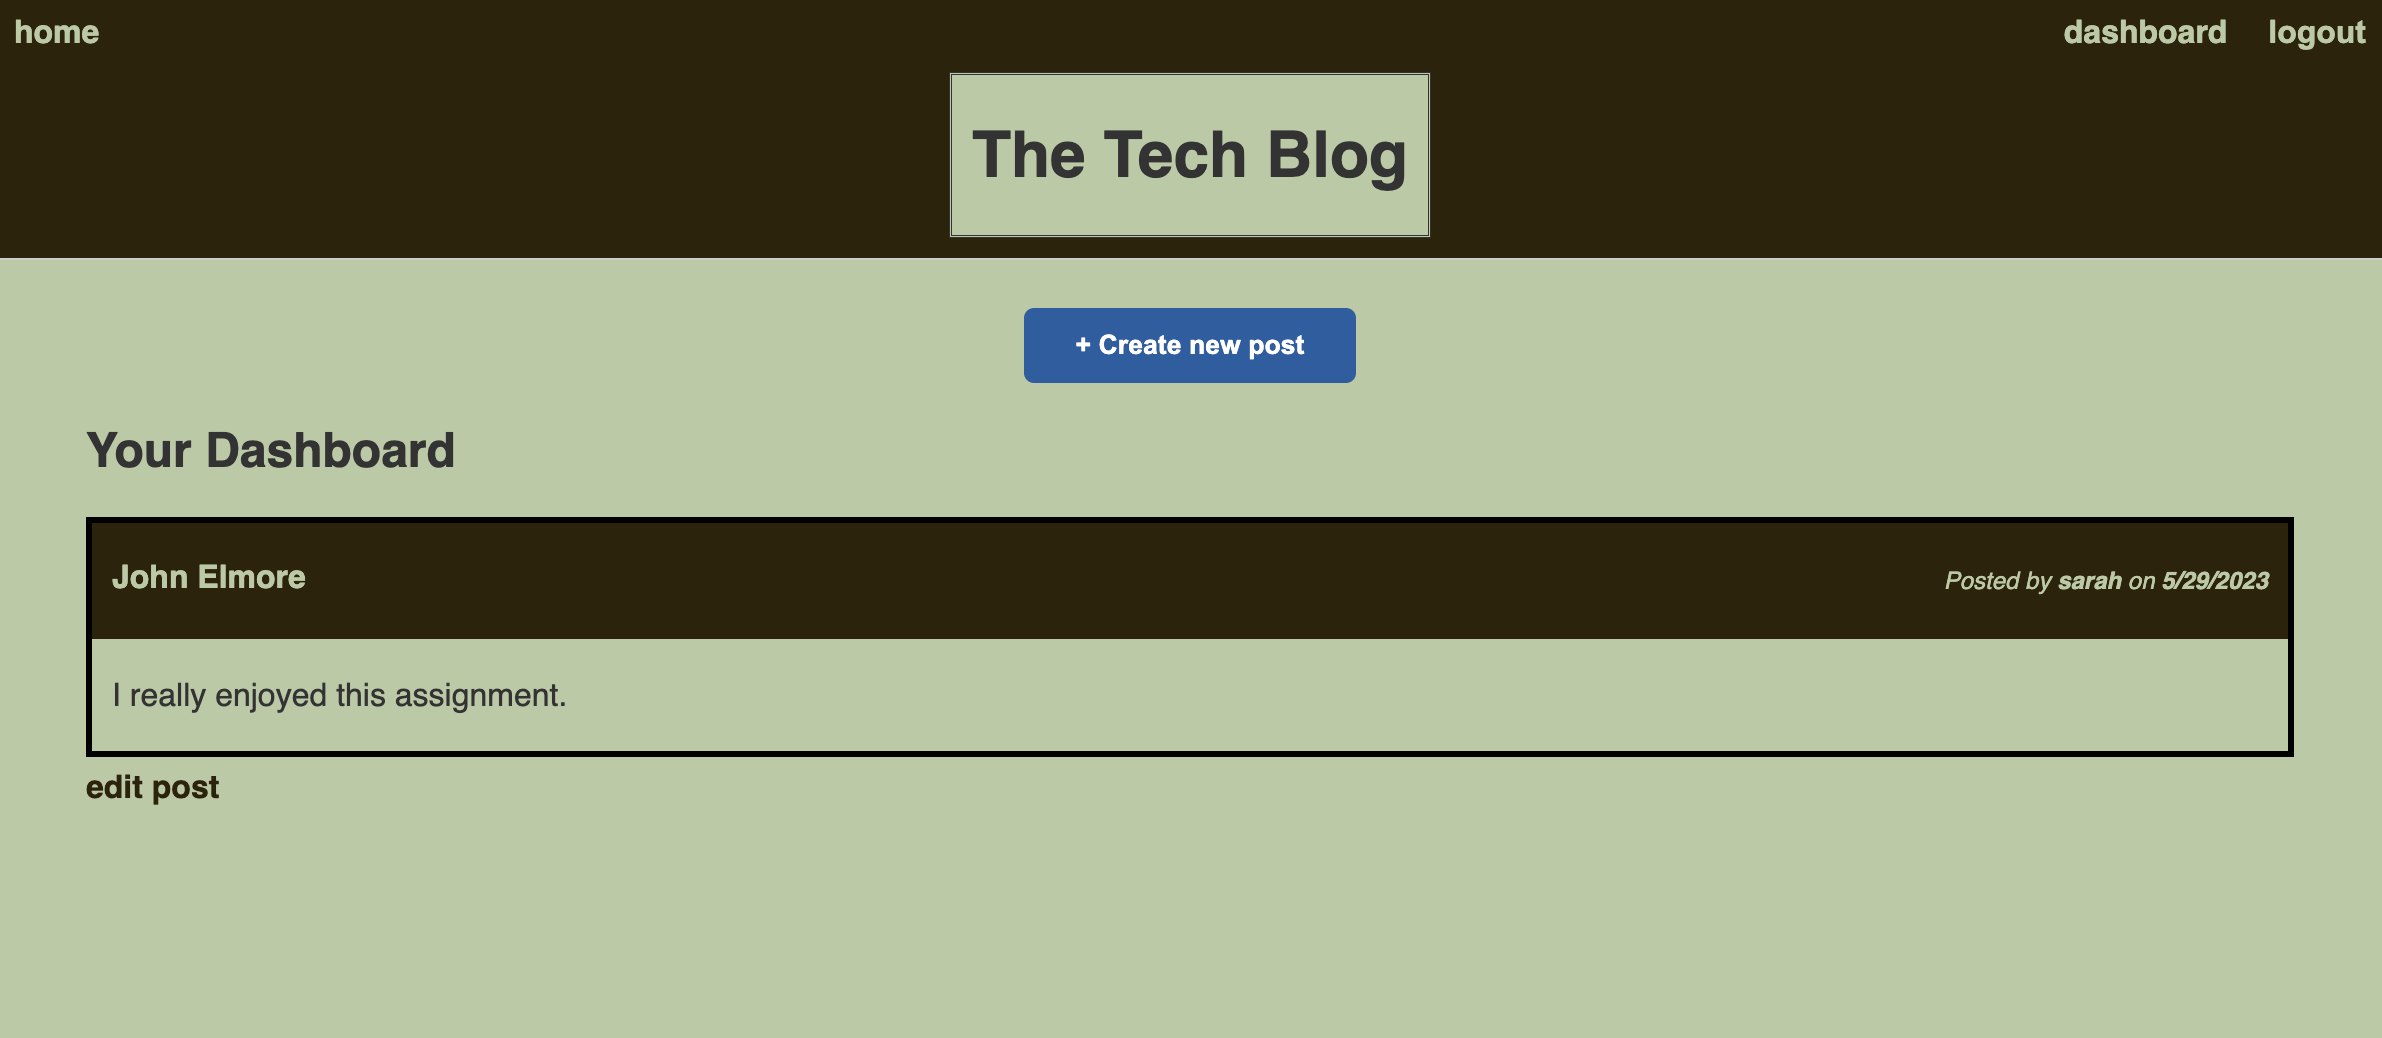 home dashboard logout
The Tech Blog
+ Create new post
Your Dashboard
John Elmore Posted by sarah on 5/29/2023
I really enjoyed this assignment.
edit post